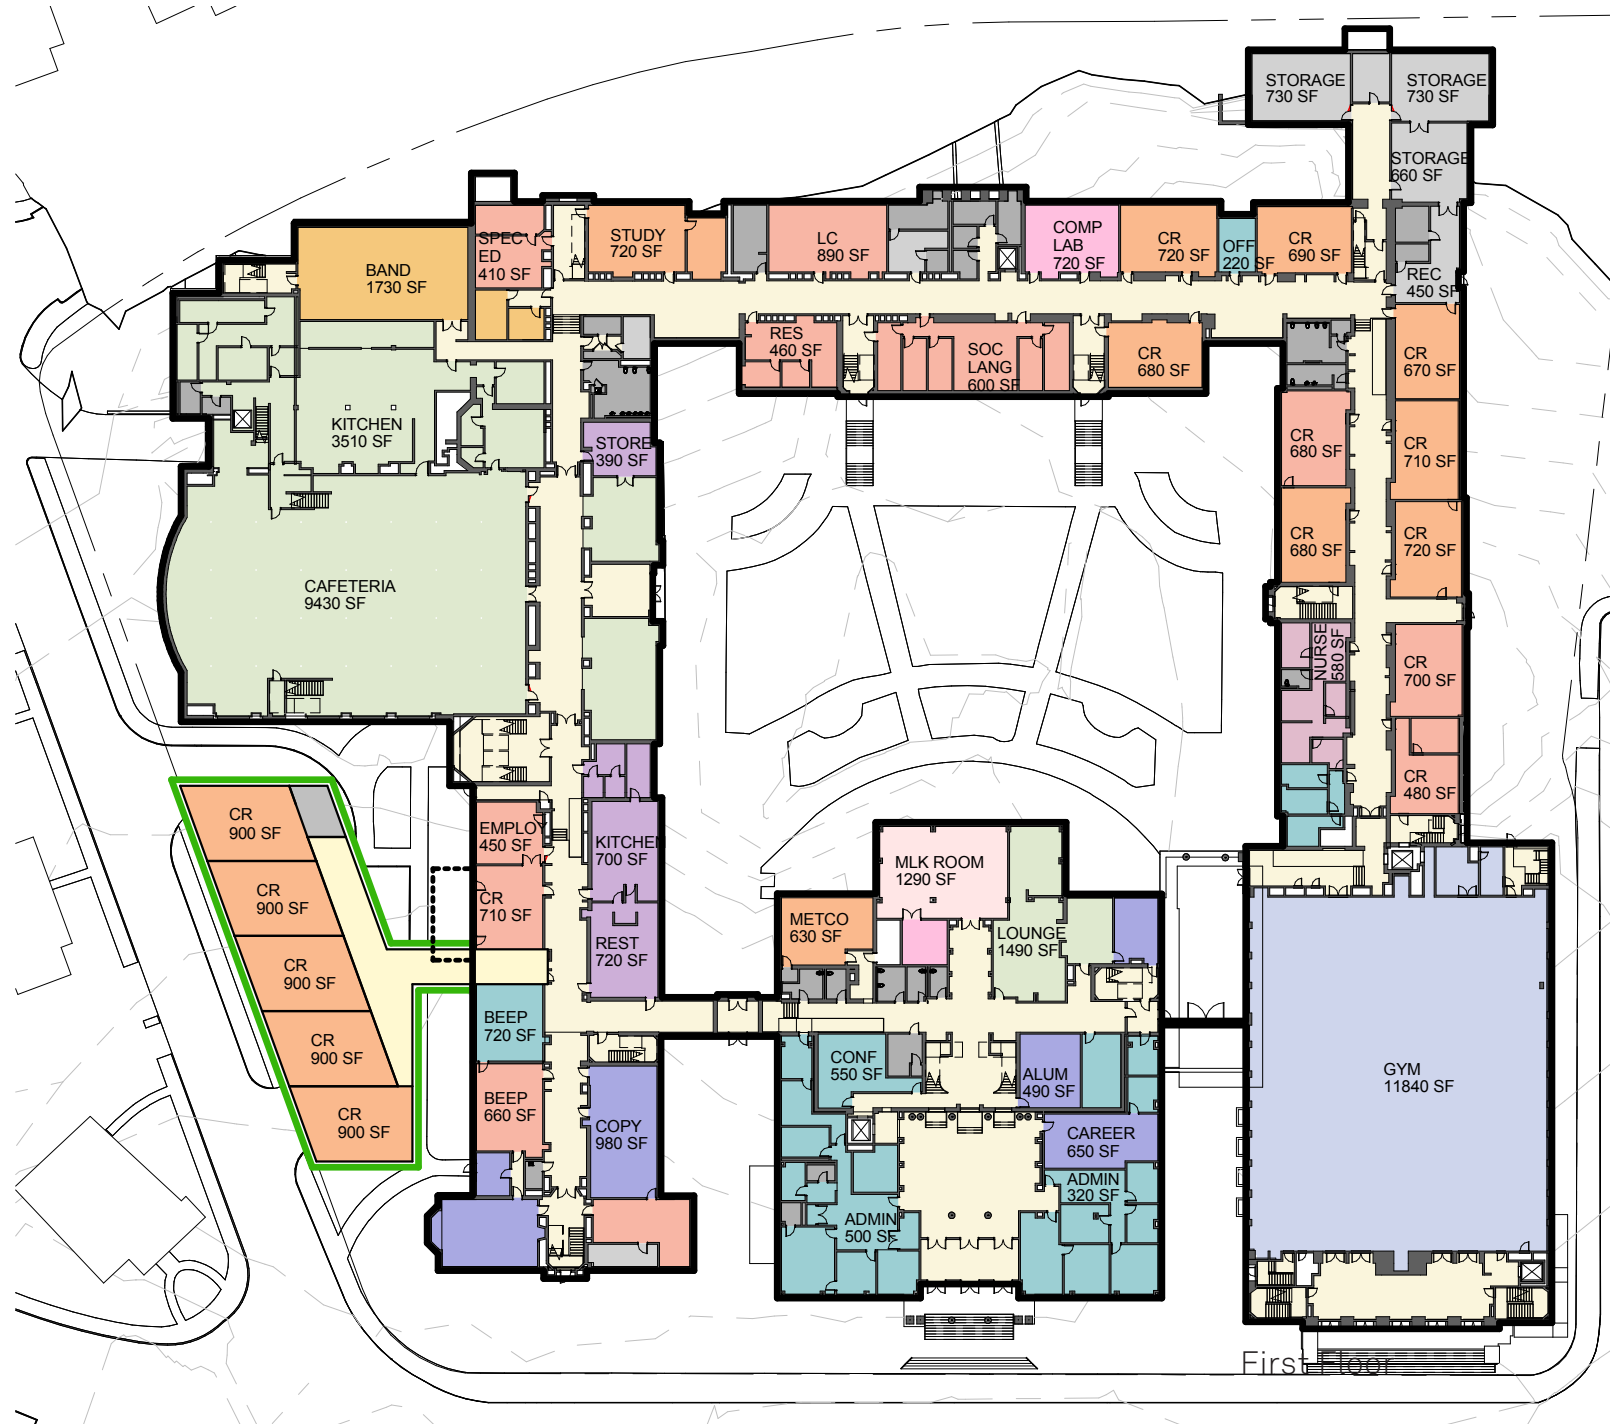 STORAGE
730 SF
STORAGE
730 SF
STORAGE
660 SF
SPEC
ED
410 SF
STUDY
720 SF
LC
890 SF
COMP
LAB
720 SF
CR
720 SF
OFF
220 SF
CR
690 SF
BAND
1730 SF
REC
450 SF
RES
460 SF
SOC
LANG
600 SF
CR
680 SF
CR
670 SF
KITCHEN
3510 SF
STORE
390 SF
CR
680 SF
CR
710 SF
CR
680 SF
CR
720 SF
CAFETERIA
9430 SF
NURSE
580 SF
CR
700 SF
CR
480 SF
CR
900 SF
EMPLOY
450 SF
KITCHEN
700 SF
MLK ROOM
1290 SF
CR
900 SF
CR
710 SF
METCO
630 SF
LOUNGE
1490 SF
REST
720 SF
CR
900 SF
BEEP
720 SF
CR
900 SF
CONF
550 SF
ALUM
490 SF
GYM
11840 SF
BEEP
660 SF
CR
900 SF
COPY
980 SF
CAREER
650 SF
ADMIN
320 SF
ADMIN
500 SF
First Floor